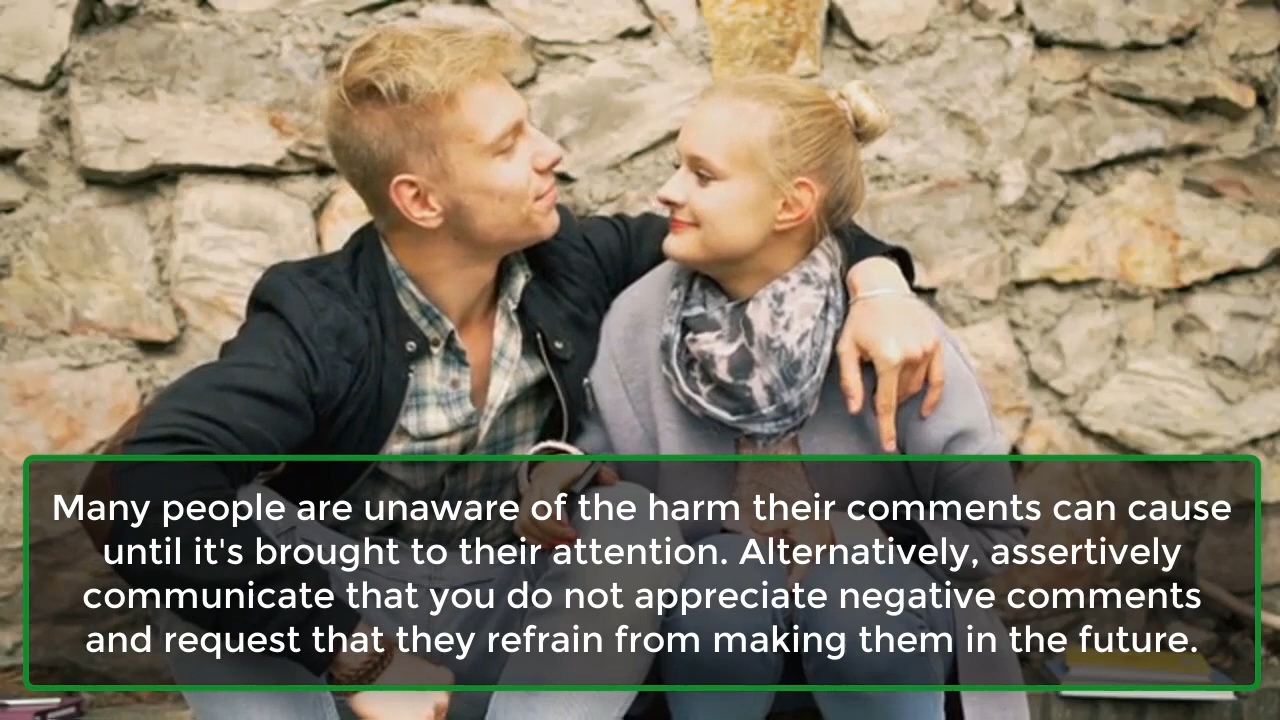 Many people are unaware of the harm their comments can cause
until it's brought to their attention. Alternatively, assertively
communicate that you do not appreciate negative comments
and request that they refrain from making them in the future.